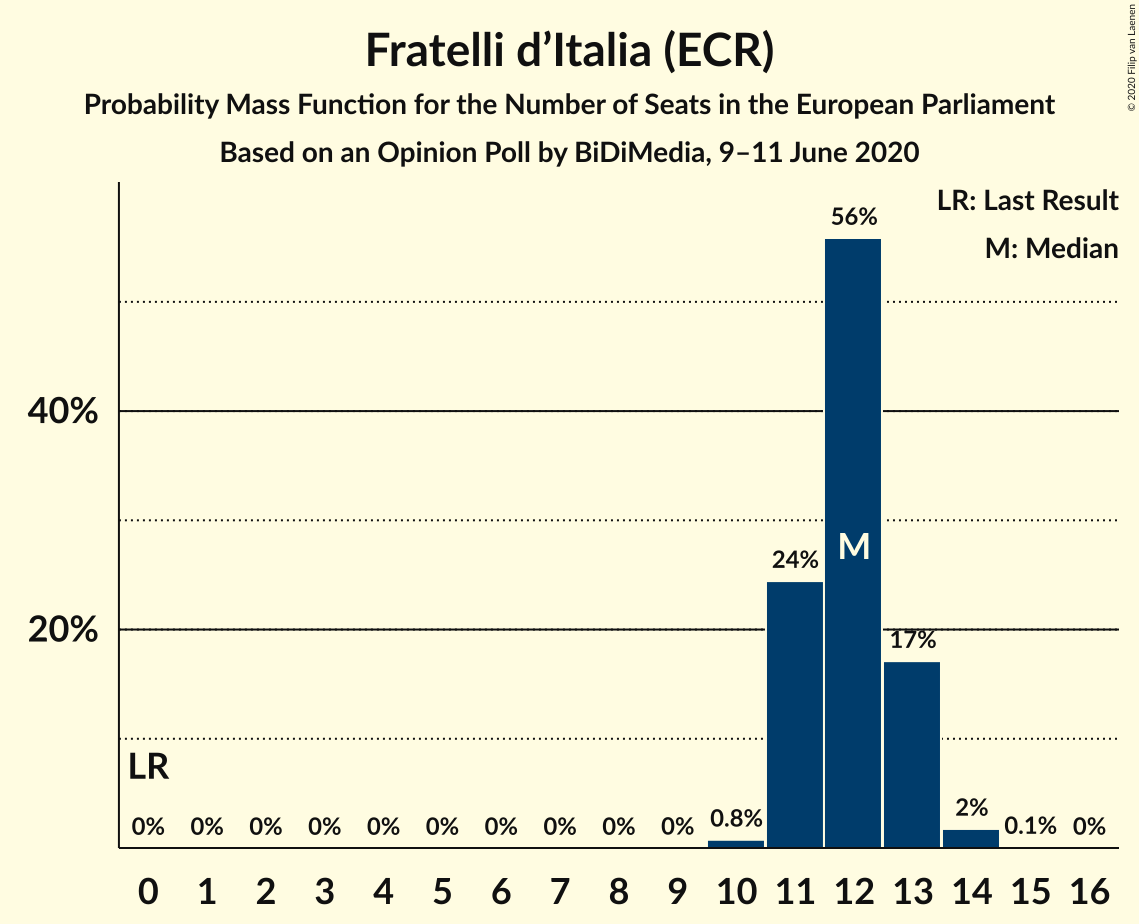 Fratelli d’Italia (ECR)
Probability Mass Function for the Number of Seats in the European Parliament
Based on an Opinion Poll by BiDiMedia, 9–11 June 2020
© 2020 Filip van Laenen
LR: Last Result
M: Median
56%
40%
M
24%
20%
17%
LR
0% 0% 0% 0% 0% 0% 0% 0% 0% 0% 0.8% 2% 0.1% 0%
0 1 2 3 4 5 6 7 8 9 10 11 12 13 14 15 16